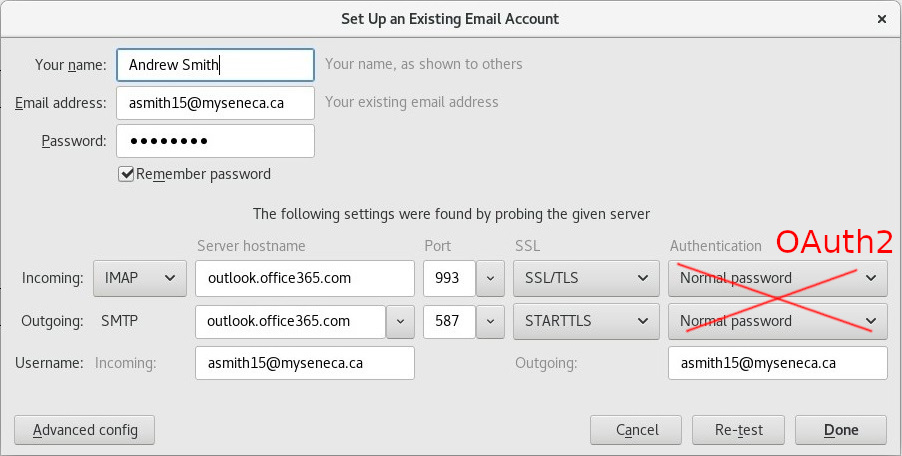 Set Up an Existing Email Account
Your name: Andrew Smith Your name, as shown to others
Email address: asmith15@myseneca.ca Your existing email address
Password: ••••••••
Remember password
The following settings were found by probing the given server
Server hostname Port SSL Authentication OAuth2
Incoming: IMAP outlook.office365.com 993 SSL/TLS Normal password
Outgoing: SMTP outlook.office365.com 587 STARTTLS Normal password
Username: Incoming: asmith15@myseneca.ca Outgoing: asmith15@myseneca.ca
Advanced config Cancel Re-test Done